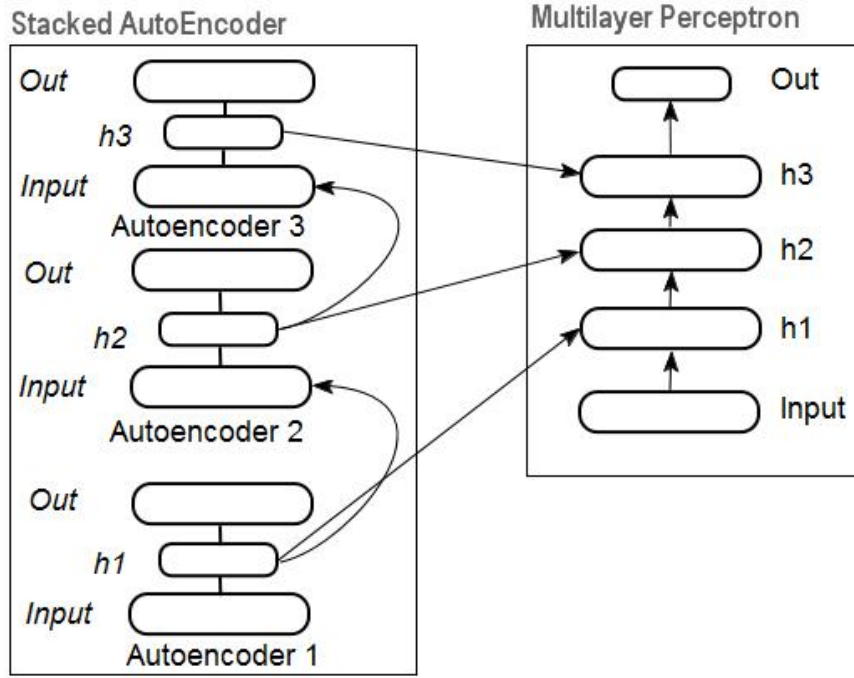 Stacked AutoEncoder
Out
h3
Input
Autoencoder 3
Out
h2
Input
Autoencoder 2
Out
h1
Input
Autoencoder 1
Multilayer Perceptron
Out
h3
h2
h1
Input